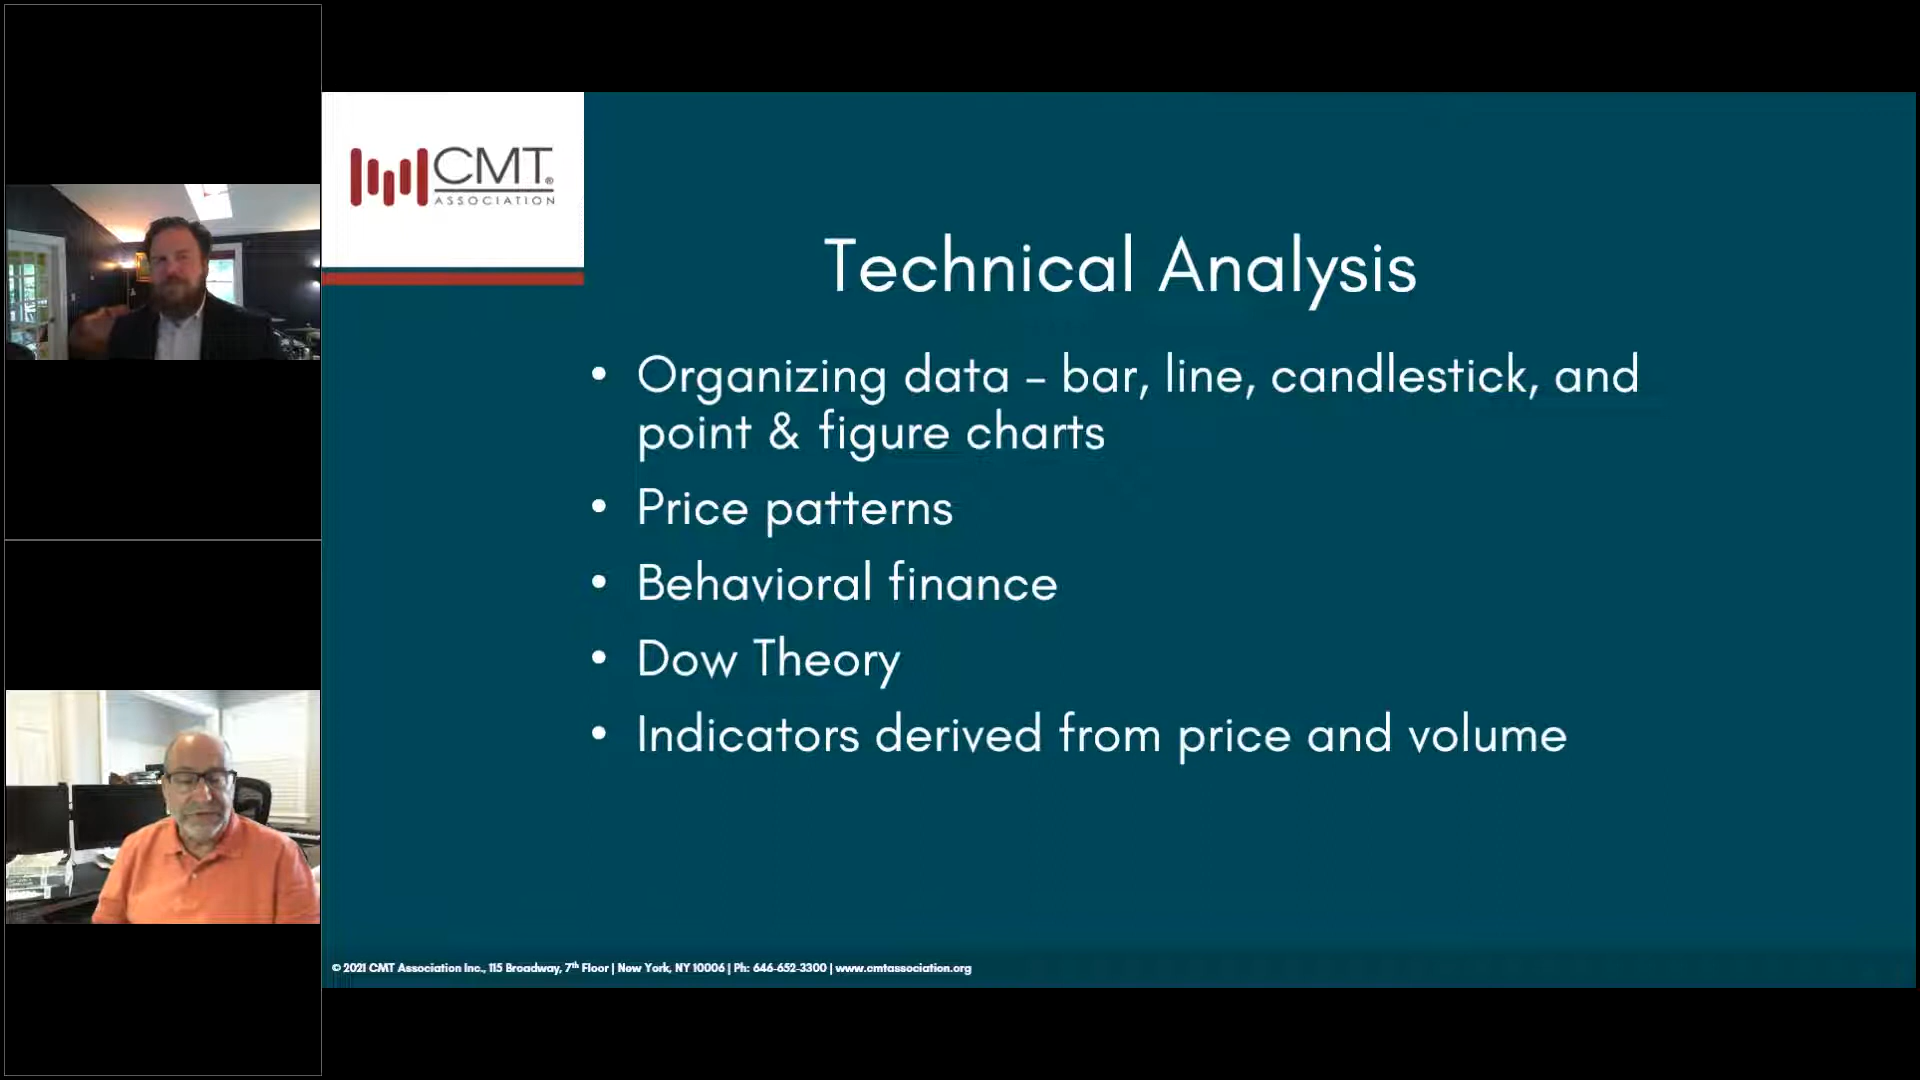 CMT®
ASSOCIATION
Technical Analysis
• Organizing data – bar, line, candlestick, and
point & figure charts
• Price patterns
• Behavioral finance
• Dow Theory
• Indicators derived from price and volume
© 2021 CMT Association Inc., 115 Broadway, 7th Floor | New York, NY 10006 | Ph: 646-652-3300 | www.cmtassociation.org